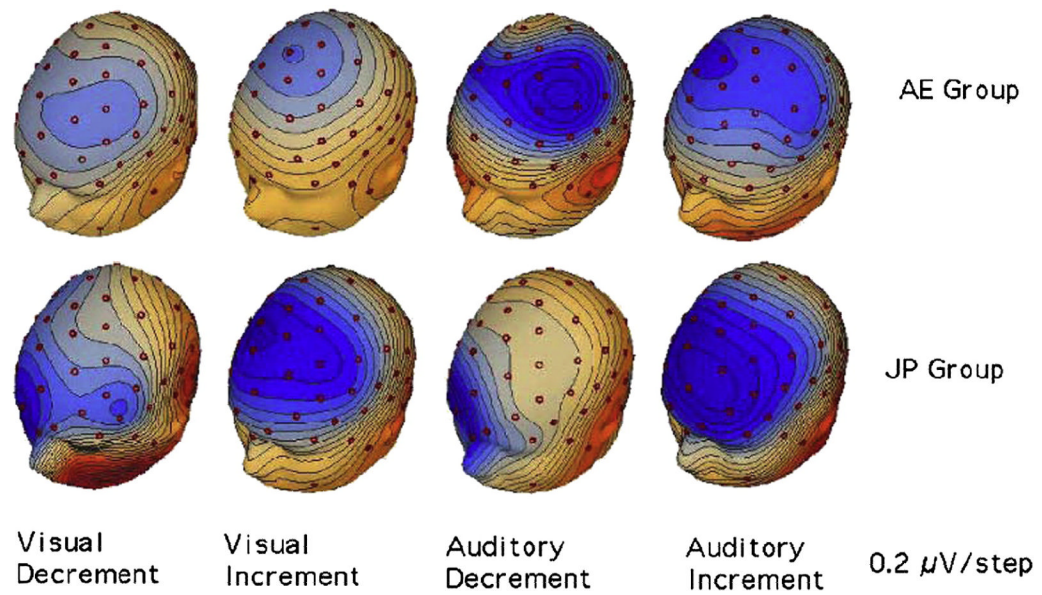 AE Group
JP Group
Visual
Decrement
Visual
Increment
Auditory
Decrement
Auditory
Increment
0.2 µV/step